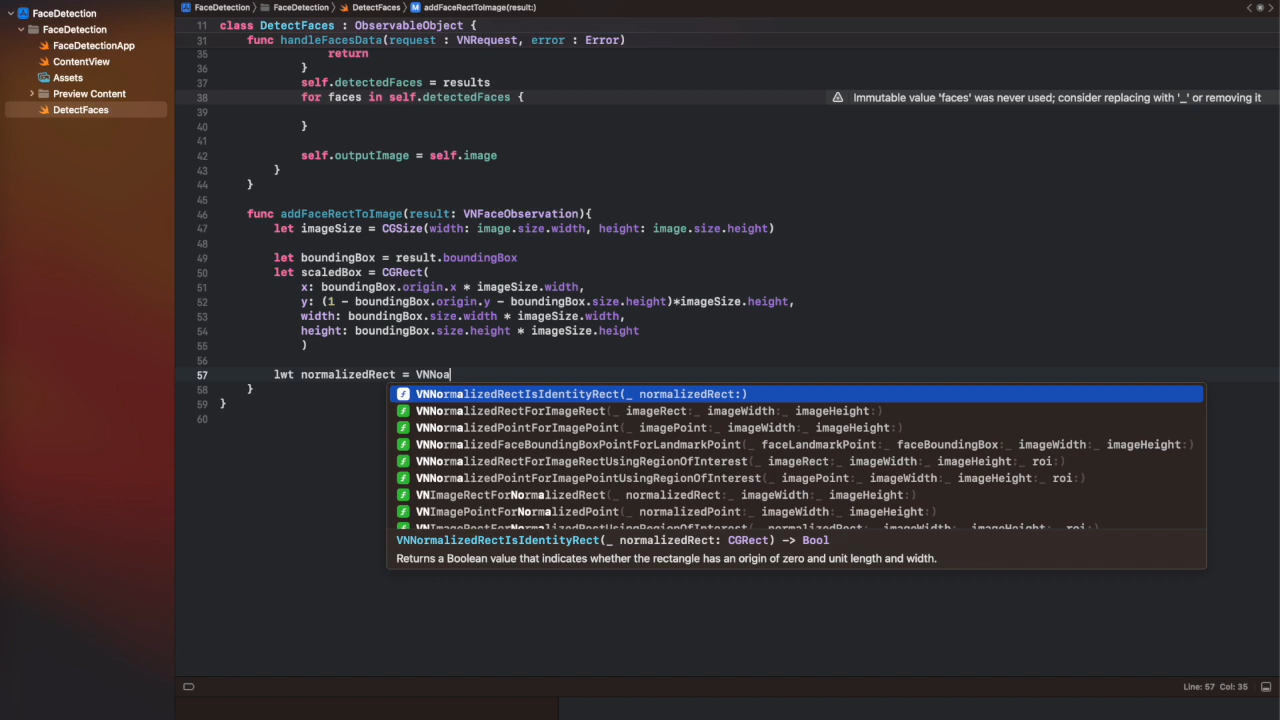 FaceDetection
FaceDetection
FaceDetectionApp
ContentView
Assets
Preview Content
DetectFaces
FaceDetection > FaceDetection > DetectFaces > M addFaceRectToImage(result:)
11 class DetectFaces : ObservableObject {
31 func handleFacesData(request : VNRequest, error : Error)
35 return
36 }
37 self.detectedFaces = results
38 for faces in self.detectedFaces { Immutable value 'faces' was never used; consider replacing with '_' or removing it
39
40 }
41
42 self.outputImage = self.image
43 }
44 }
45
46 func addFaceRectToImage(result: VNFaceObservation){
47 let imageSize = CGSize(width: image.size.width, height: image.size.height)
48
49 let boundingBox = result.boundingBox
50 let scaledBox = CGRect(
51 x: boundingBox.origin.x * imageSize.width,
52 y: (1 - boundingBox.origin.y - boundingBox.size.height)*imageSize.height,
53 width: boundingBox.size.width * imageSize.width,
54 height: boundingBox.size.height * imageSize.height
55 )
56
57 lwt normalizedRect = VNNoa
58 }
59 }
60
f VNNormalizedRectIsIdentityRect(_ normalizedRect:)
f VNNormalizedRectForImageRect(_ imageRect:_ imageWidth:_ imageHeight:)
f VNNormalizedPointForImagePoint(_ imagePoint:_ imageWidth:_ imageHeight:)
f VNNormalizedFaceBoundingBoxPointForLandmarkPoint(_ faceLandmarkPoint:_ faceBoundingBox:_ imageWidth:_ imageHeight:)
f VNNormalizedRectForImageRectUsingRegionOfInterest(_ imageRect:_ imageWidth:_ imageHeight:_ roi:)
f VNNormalizedPointForImagePointUsingRegionOfInterest(_ imagePoint:_ imageWidth:_ imageHeight:_ roi:)
f VNImageRectForNormalizedRect(_ normalizedRect:_ imageWidth:_ imageHeight:)
f VNImagePointForNormalizedPoint(_ normalizedPoint:_ imageWidth:_ imageHeight:)
f VNImageRectForNormalizedRectUsingRegionOfInterest(_ normalizedRect:_ imageWidth:_ imageHeight:_ roi:)
VNNormalizedRectIsIdentityRect(_ normalizedRect: CGRect) -> Bool
Returns a Boolean value that indicates whether the rectangle has an origin of zero and unit length and width.
Line: 57 Col: 35